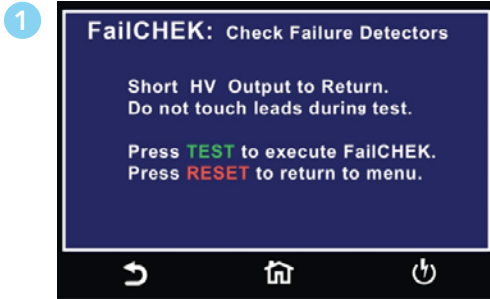 1
FailCHEK: Check Failure Detectors
Short HV Output to Return.
Do not touch leads during test.
Press TEST to execute FailCHEK.
Press RESET to return to menu.